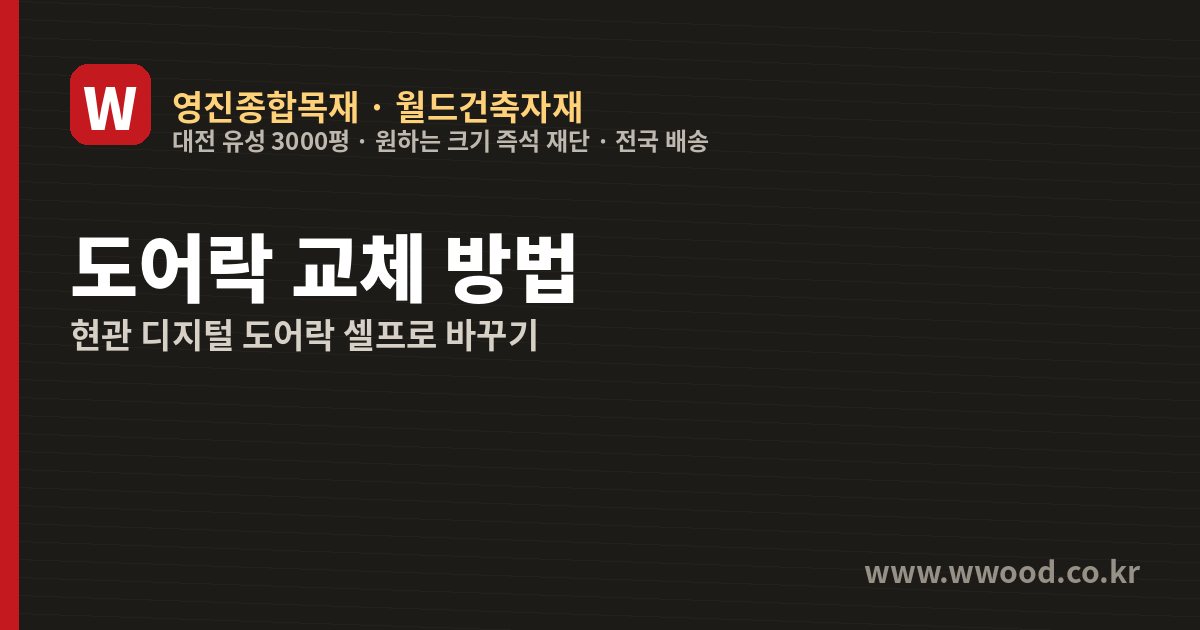 W
영진종합목재 · 월드건축자재
대전 유성 3000평 · 원하는 크기 즉석 재단 · 전국 배송
도어락 교체 방법
현관 디지털 도어락 셀프로 바꾸기
www.wwood.co.kr